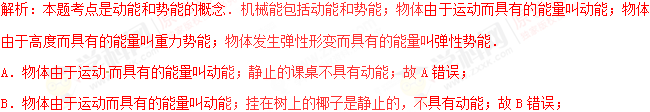 解析：本题考点是动能和势能的概念．机械能包括动能和势能；物体由于运动而具有的能量叫动能；物体
由于高度而具有的能量叫重力势能；物体发生弹性形变而具有的能量叫弹性势能．
A．物体由于运动而具有的能量叫动能；静止的课桌不具有动能；故 A 错误；
B．物体由于运动而具有的能量叫动能；挂在树上的椰子是静止的，不具有动能；故 B 错误；